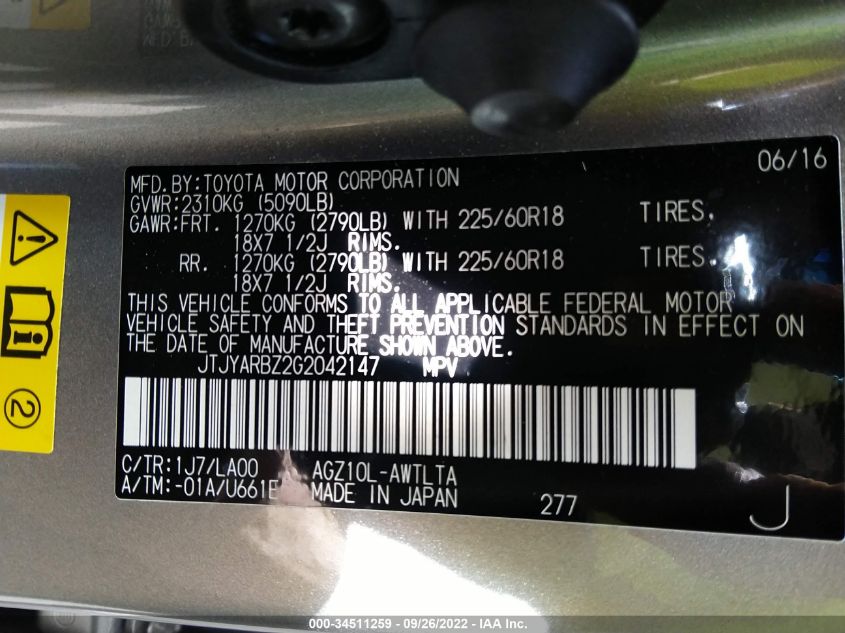 06/16
MFD.BY:TOYOTA MOTOR CORPORATION
GVWR:2310KG (5090LB)
GAWR:FRT. 1270KG (2790LB) WITH 225/60R18 TIRES.
18X7 1/2J RIMS.
RR. 1270KG (2790LB) WITH 225/60R18 TIRES.
18X7 1/2J RIMS.
THIS VEHICLE CONFORMS TO ALL APPLICABLE FEDERAL MOTOR
VEHICLE SAFETY AND THEFT PREVENTION STANDARDS IN EFFECT ON
THE DATE OF MANUFACTURE SHOWN ABOVE.
JTJYARBZ2G2042147 MPV
C/TR:1J7/LA00 AGZ10L-AWTLTA
A/TM:-01A/U661E MADE IN JAPAN
277
J
2
000-34511259 - 09/26/2022 - IAA Inc.